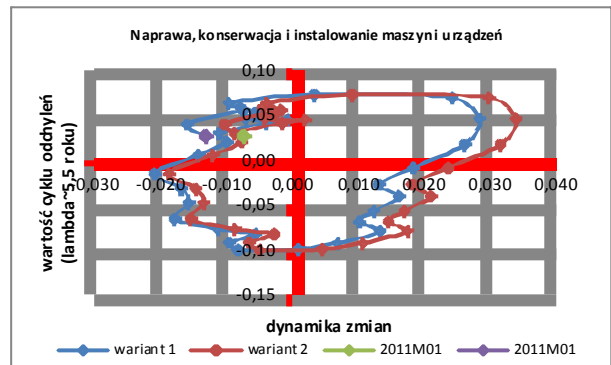 Naprawa, konserwacja i instalowanie maszyn i urządzeń
wartość cyklu oddhyleń
(lambda~5,5 roku)
0,10
0,05
0,00
-0,030 -0,020 -0,010 0,000 0,010 0,020 0,030 0,040
-0,05
-0,10
-0,15
dynamika zmian
wariant 1 wariant 2 2011M01 2011M01